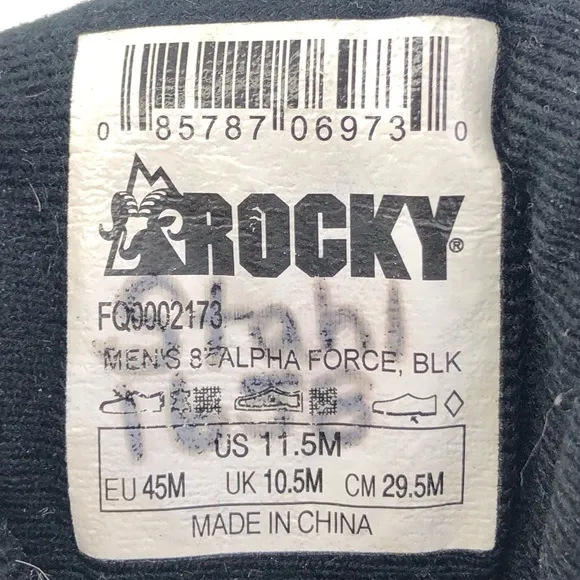 0 85787 06973 0
ROCKY®
FQ0002173
MEN'S 8" ALPHA FORCE, BLK
US 11.5M
EU 45M UK 10.5M CM 29.5M
MADE IN CHINA